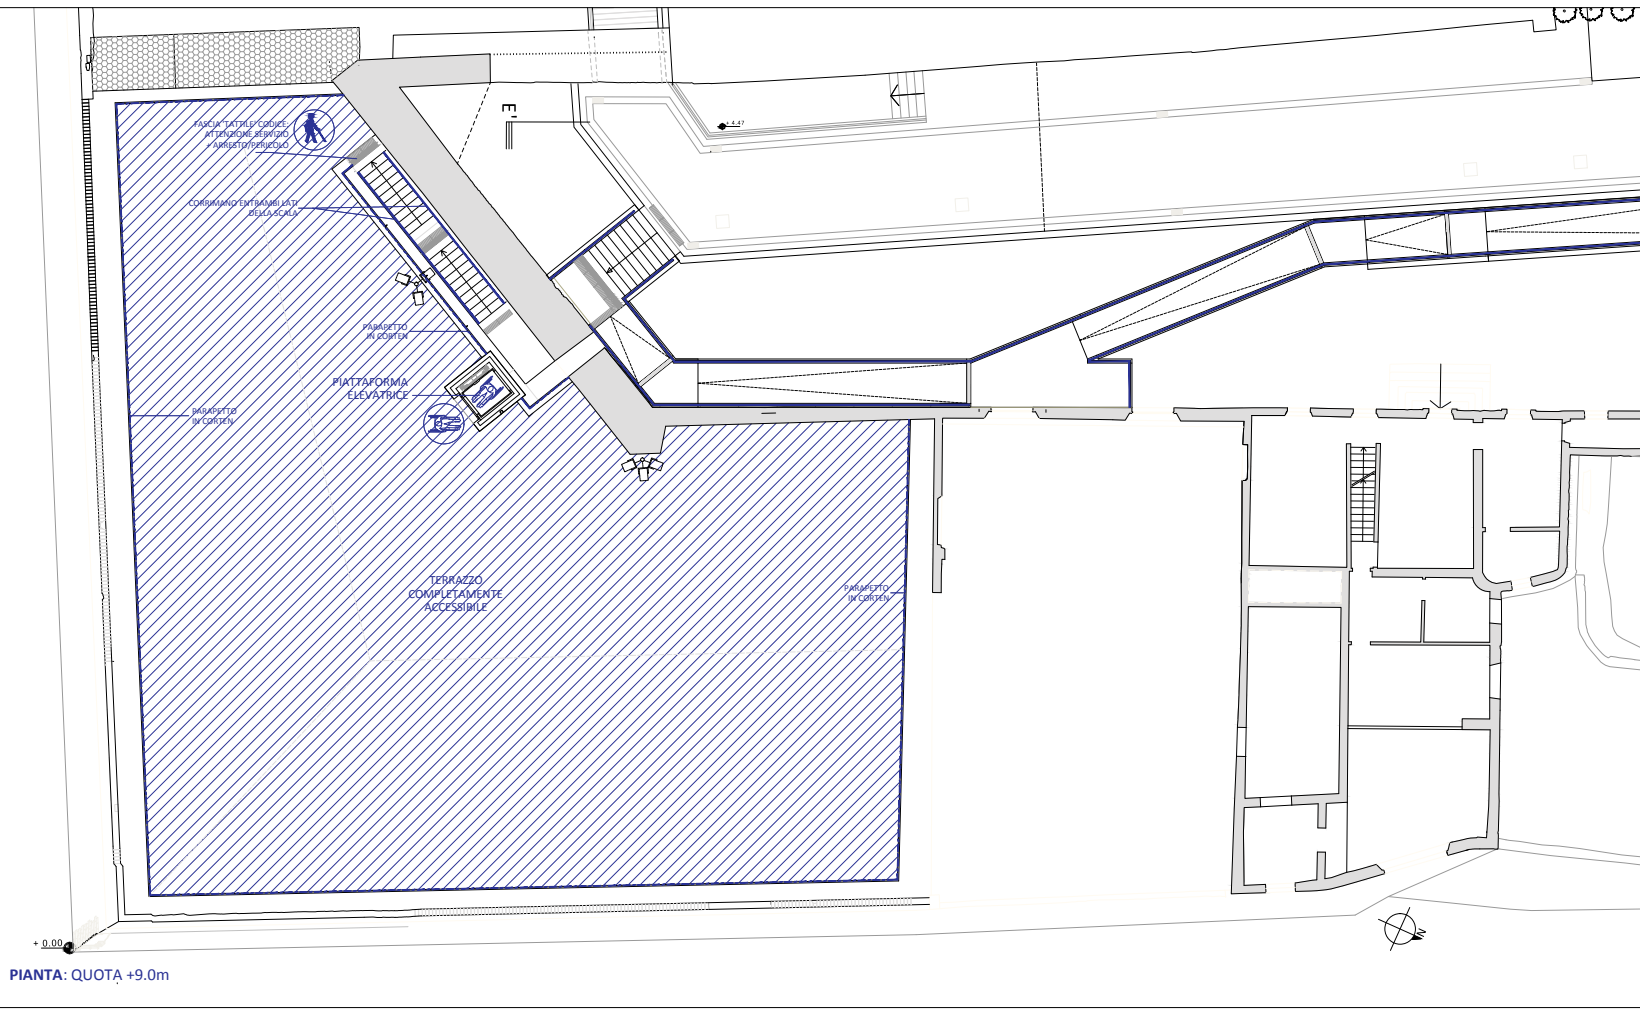 FASCIA "TATTILE" CODICE:
ATTENZIONE SERVIZIO
+ ARRESTO/PERICOLO
E'
+ 4.47
CORRIMANO ENTRAMBI LATI
DELLA SCALA
PARAPETTO
IN CORTEN
PIATTAFORMA
ELEVATRICE
PARAPETTO
IN CORTEN
TERRAZZO
COMPLETAMENTE
ACCESSIBILE
PARAPETTO
IN CORTEN
N
+ 0.00
PIANTA: QUOTA +9.0m